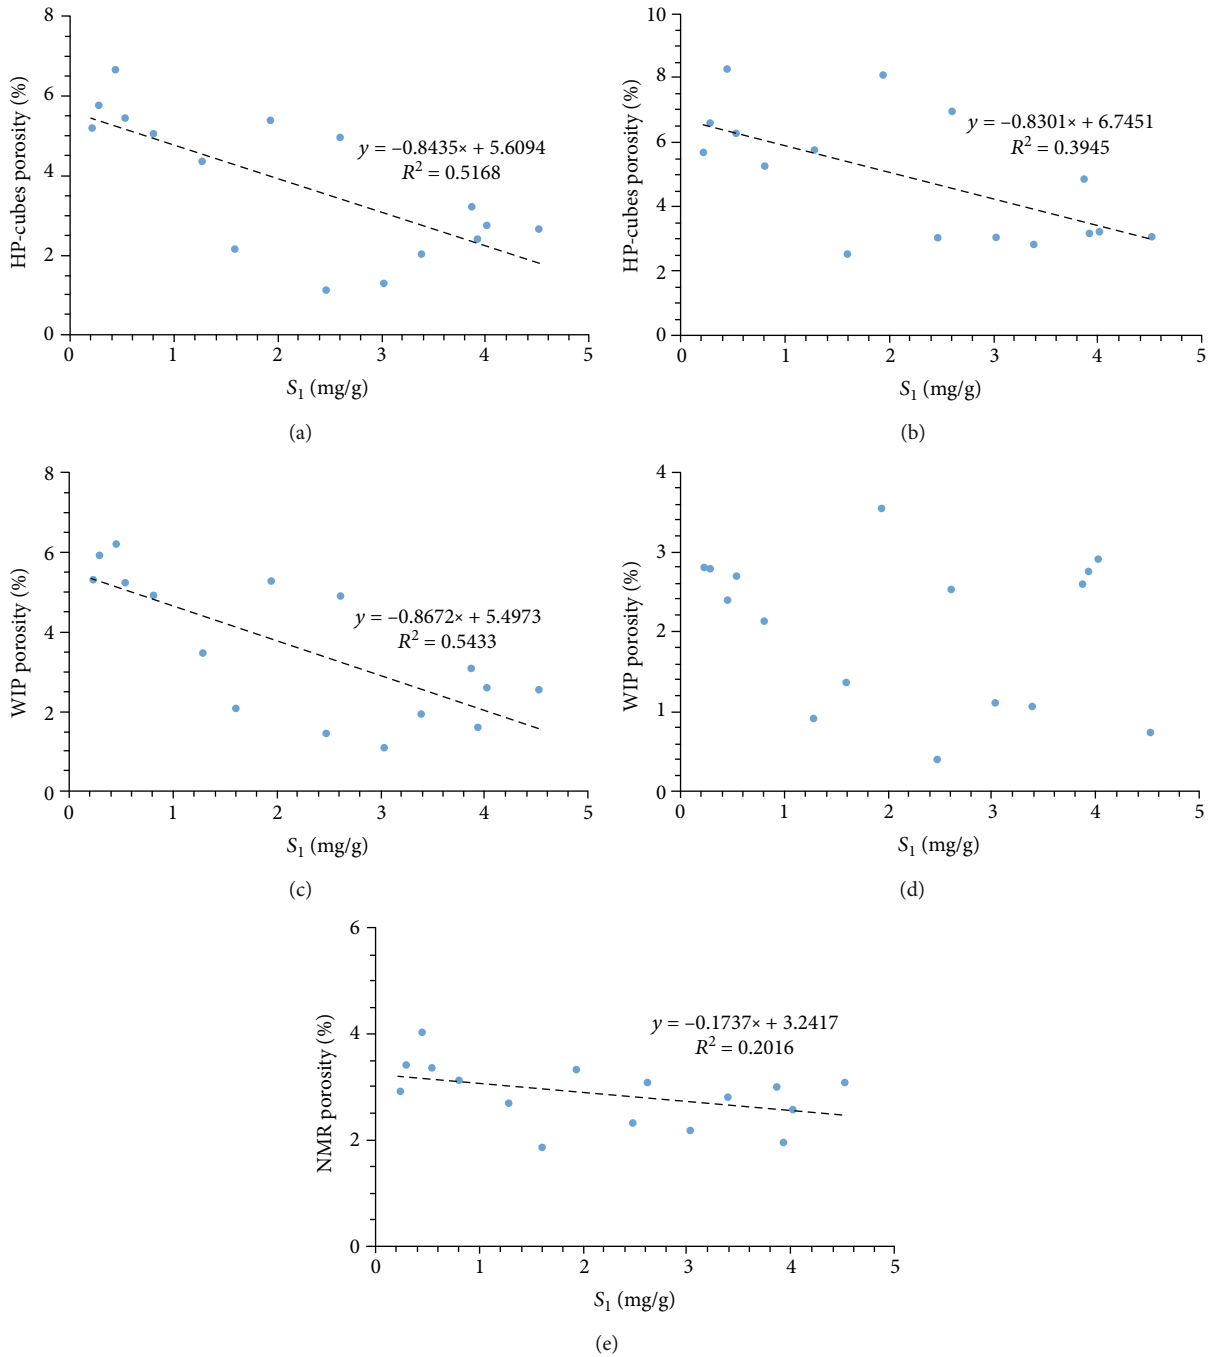 8
6
4
2
0
HP-cubes porosity (%)
y = –0.8435× + 5.6094
R² = 0.5168
0 1 2 3 4 5
S₁ (mg/g)
(a)
10
8
6
4
2
0
HP-cubes porosity (%)
y = –0.8301× + 6.7451
R² = 0.3945
0 1 2 3 4 5
S₁ (mg/g)
(b)
8
6
4
2
0
WIP porosity (%)
y = –0.8672× + 5.4973
R² = 0.5433
0 1 2 3 4 5
S₁ (mg/g)
(c)
4
3
2
1
0
WIP porosity (%)
0 1 2 3 4 5
S₁ (mg/g)
(d)
6
4
2
0
NMR porosity (%)
y = –0.1737× + 3.2417
R² = 0.2016
0 1 2 3 4 5
S₁ (mg/g)
(e)